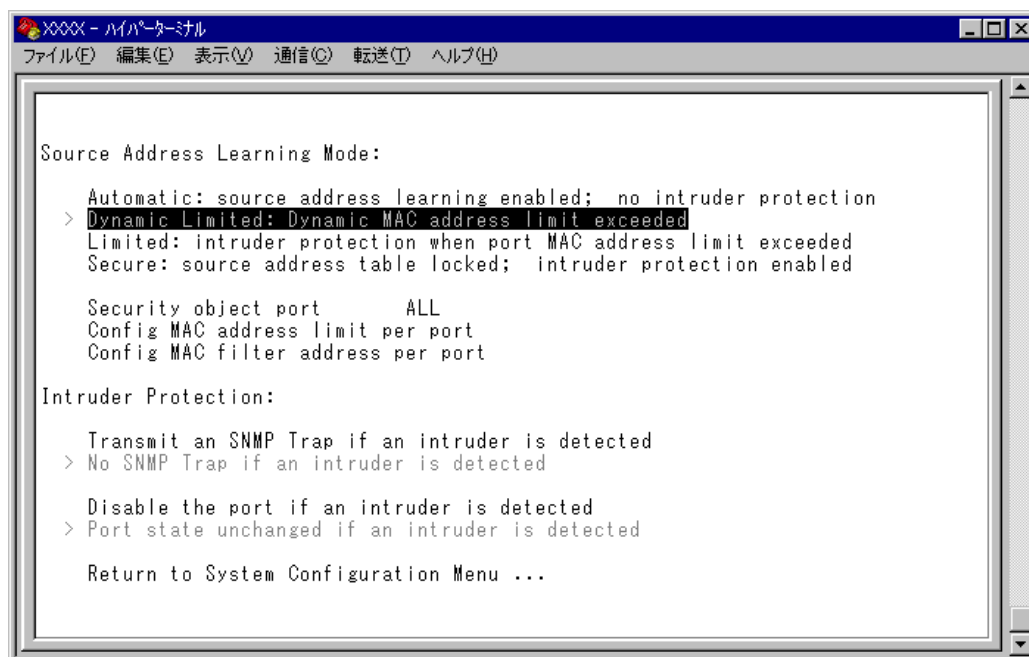 XXXX - ハイパーターミナル
ファイル(F) 編集(E) 表示(V) 通信(C) 転送(T) ヘルプ(H)
Source Address Learning Mode:
Automatic: source address learning enabled; no intruder protection
> Dynamic Limited: Dynamic MAC address limit exceeded
Limited: intruder protection when port MAC address limit exceeded
Secure: source address table locked; intruder protection enabled
Security object port ALL
Config MAC address limit per port
Config MAC filter address per port
Intruder Protection:
Transmit an SNMP Trap if an intruder is detected
> No SNMP Trap if an intruder is detected
Disable the port if an intruder is detected
> Port state unchanged if an intruder is detected
Return to System Configuration Menu ...